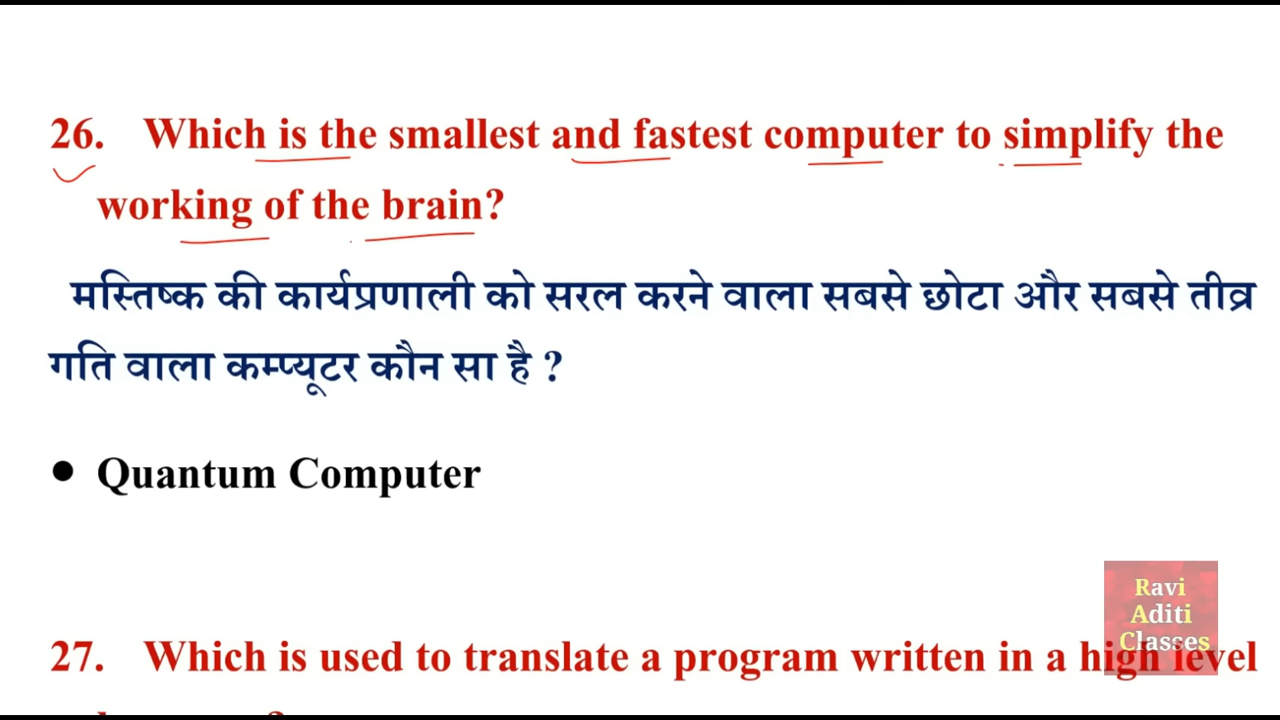 26. Which is the smallest and fastest computer to simplify the
working of the brain?
मस्तिष्क की कार्यप्रणाली को सरल करने वाला सबसे छोटा और सबसे तीव्र
गति वाला कम्प्यूटर कौन सा है ?
● Quantum Computer
Ravi
Aditi
Classes
27. Which is used to translate a program written in a high level